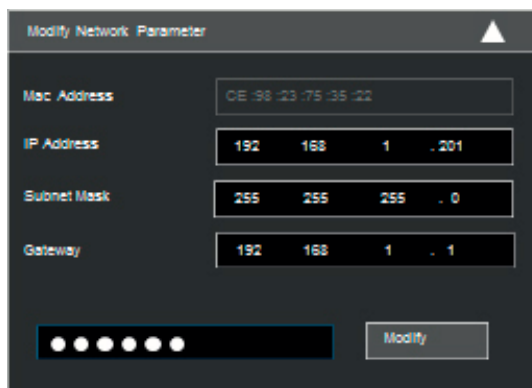 Modify Network Parameter
Mac Address CE :98 :23 :75 :35 :22
IP Address 192 168 1 . 201
Subnet Mask 255 255 255 . 0
Gateway 192 168 1 . 1
Modify